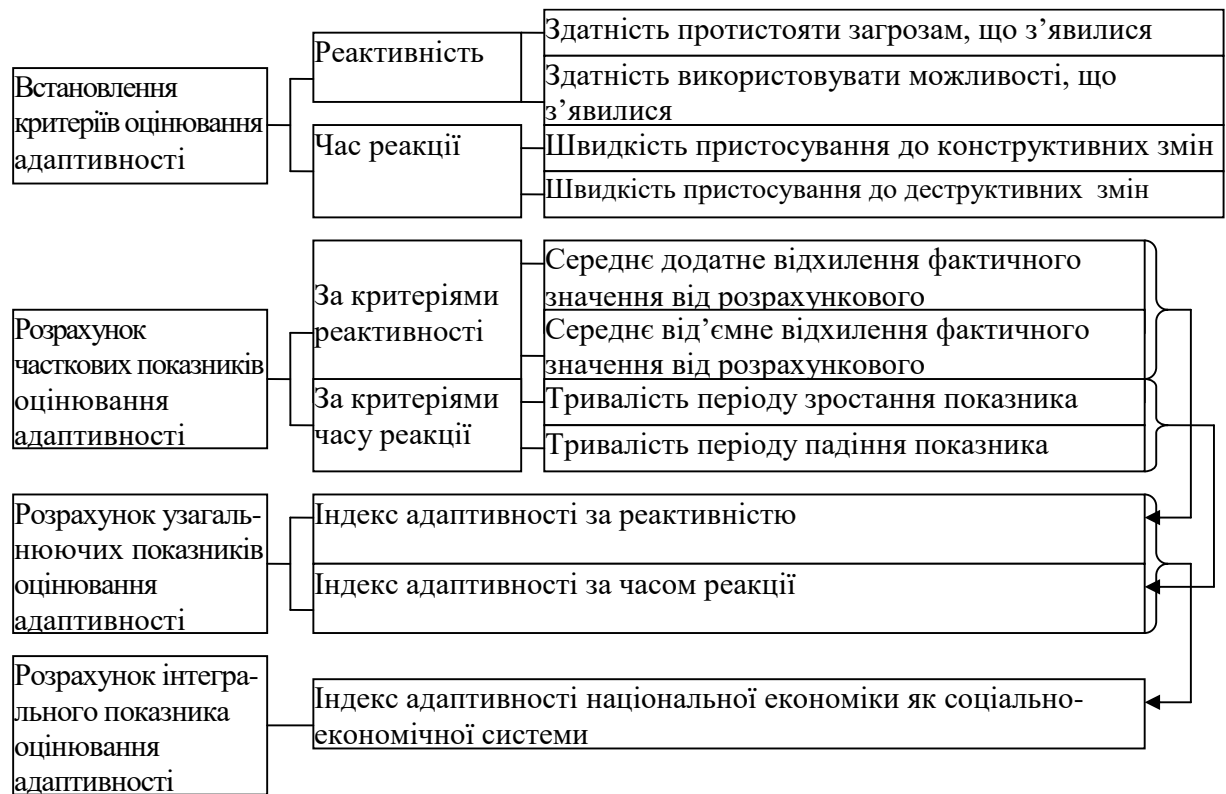 Встановлення
критеріїв оцінювання
адаптивності
Реактивність
Здатність протистояти загрозам, що з’явилися
Здатність використовувати можливості, що
з’явилися
Час реакції
Швидкість пристосування до конструктивних змін
Швидкість пристосування до деструктивних змін
Розрахунок
часткових показників
оцінювання
адаптивності
За критеріями
реактивності
Середнє додатне відхилення фактичного
значення від розрахункового
Середнє від’ємне відхилення фактичного
значення від розрахункового
За критеріями
часу реакції
Тривалість періоду зростання показника
Тривалість періоду падіння показника
Розрахунок узагаль-
нюючих показників
оцінювання
адаптивності
Індекс адаптивності за реактивністю
Індекс адаптивності за часом реакції
Розрахунок інтегра-
льного показника
оцінювання
адаптивності
Індекс адаптивності національної економіки як соціально-
економічної системи